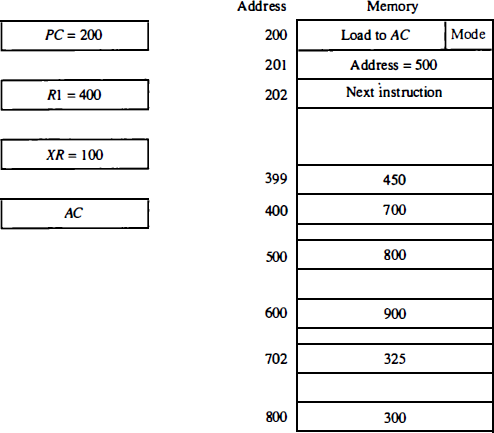 Address Memory
PC = 200
200 Load to AC Mode
201 Address = 500
R1 = 400
202 Next instruction
XR = 100
399 450
AC
400 700
500 800
600 900
702 325
800 300